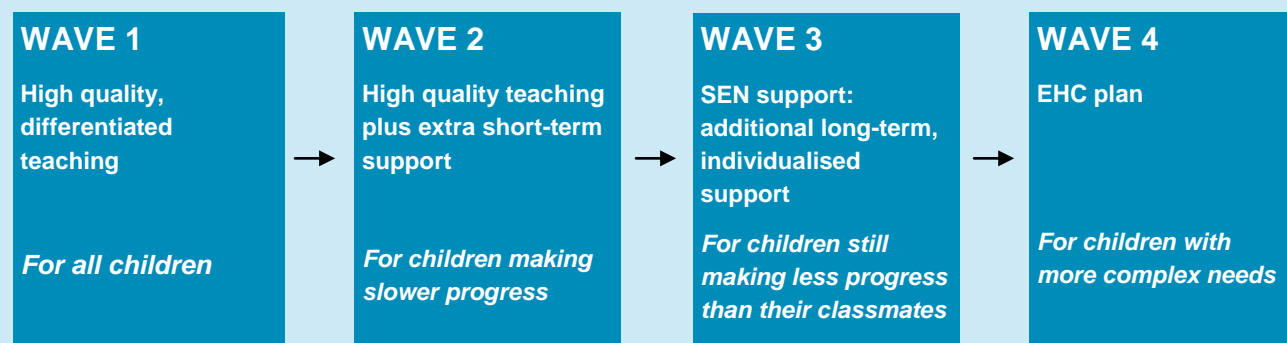 WAVE 1
High quality,
differentiated
teaching
For all children
WAVE 2
High quality teaching
plus extra short-term
support
For children making
slower progress
WAVE 3
SEN support:
additional long-term,
individualised
support
For children still
making less progress
than their classmates
WAVE 4
EHC plan
For children with
more complex needs